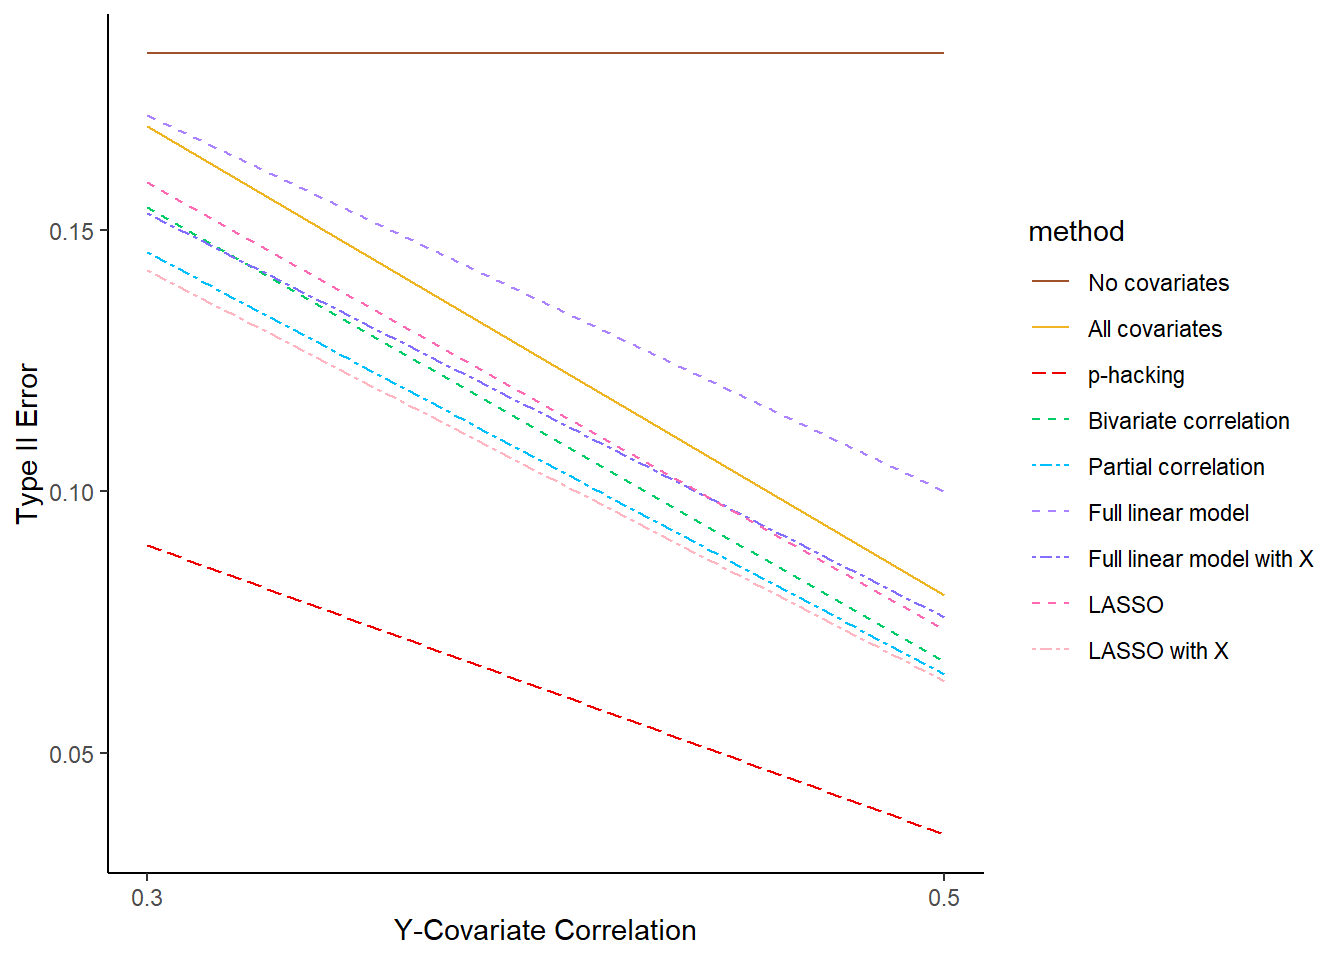 Type II Error
0.15
0.10
0.05
0.3
0.5
Y-Covariate Correlation
method
No covariates
All covariates
p-hacking
Bivariate correlation
Partial correlation
Full linear model
Full linear model with X
LASSO
LASSO with X